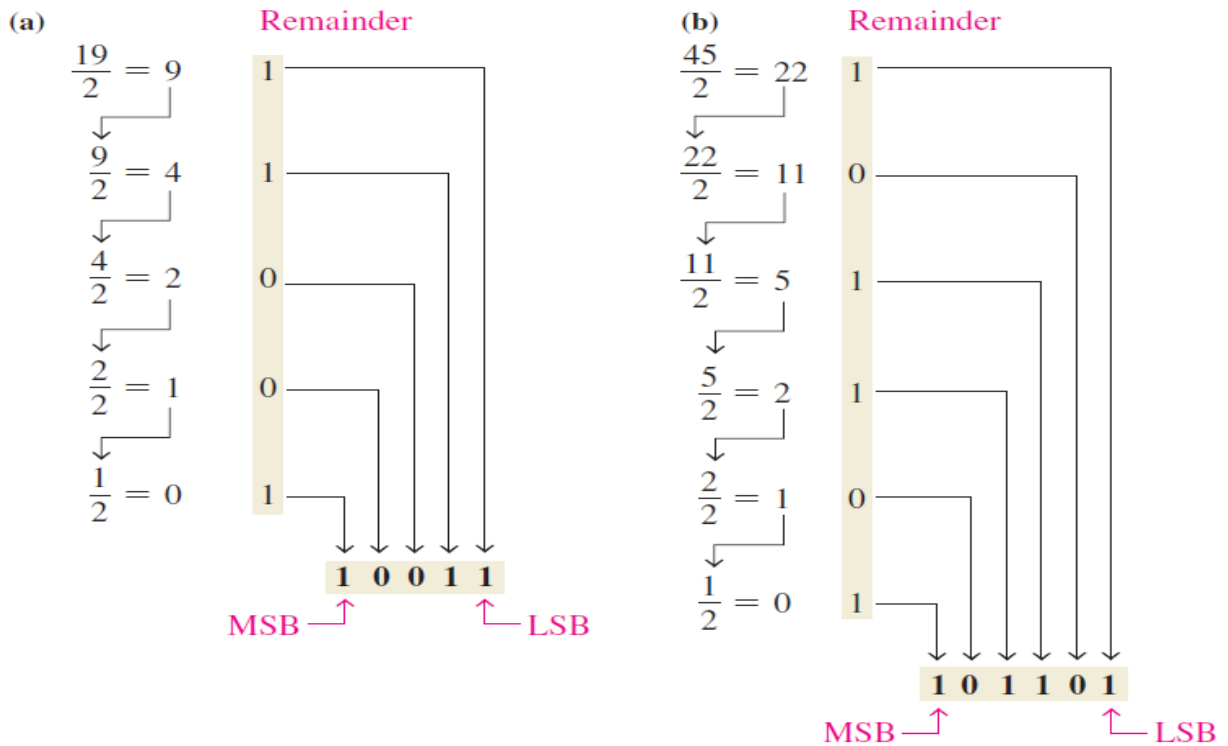 (a) Remainder
19/2 = 9 1
9/2 = 4 1
4/2 = 2 0
2/2 = 1 0
1/2 = 0 1
1 0 0 1 1
MSB LSB
(b) Remainder
45/2 = 22 1
22/2 = 11 0
11/2 = 5 1
5/2 = 2 1
2/2 = 1 0
1/2 = 0 1
1 0 1 1 0 1
MSB LSB